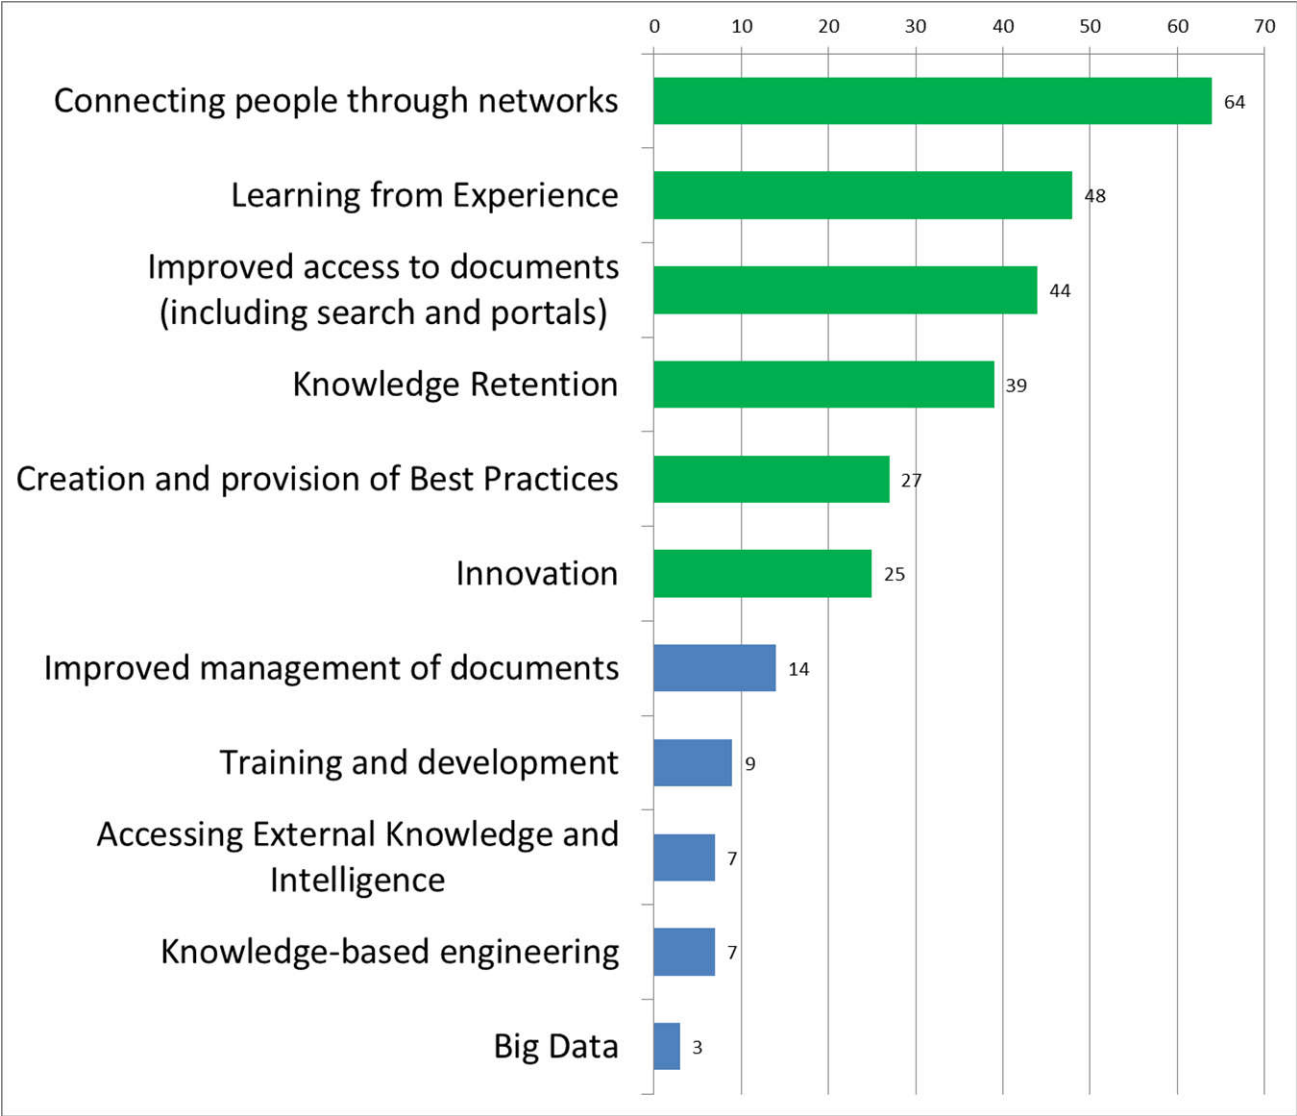 0 10 20 30 40 50 60 70
Connecting people through networks 64
Learning from Experience 48
Improved access to documents
(including search and portals) 44
Knowledge Retention 39
Creation and provision of Best Practices 27
Innovation 25
Improved management of documents 14
Training and development 9
Accessing External Knowledge and
Intelligence 7
Knowledge-based engineering 7
Big Data 3